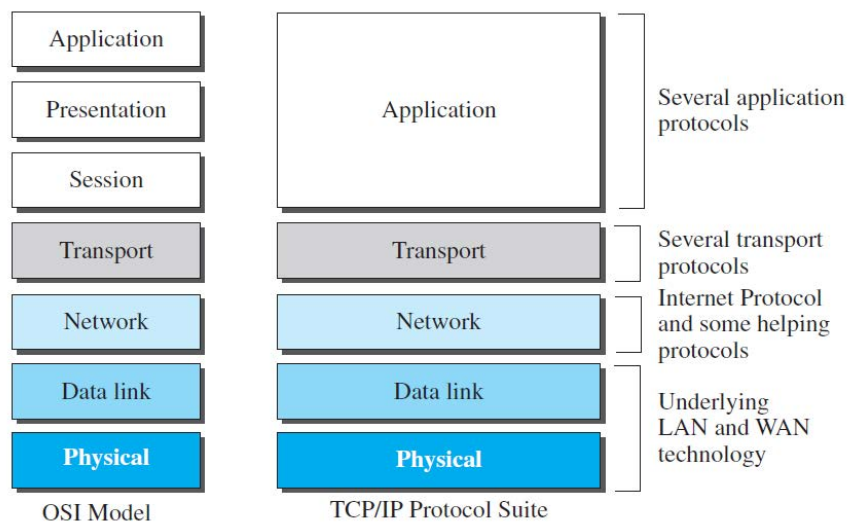 Application
Presentation
Session
Transport
Network
Data link
Physical
OSI Model
Application
Transport
Network
Data link
Physical
TCP/IP Protocol Suite
Several application
protocols
Several transport
protocols
Internet Protocol
and some helping
protocols
Underlying
LAN and WAN
technology